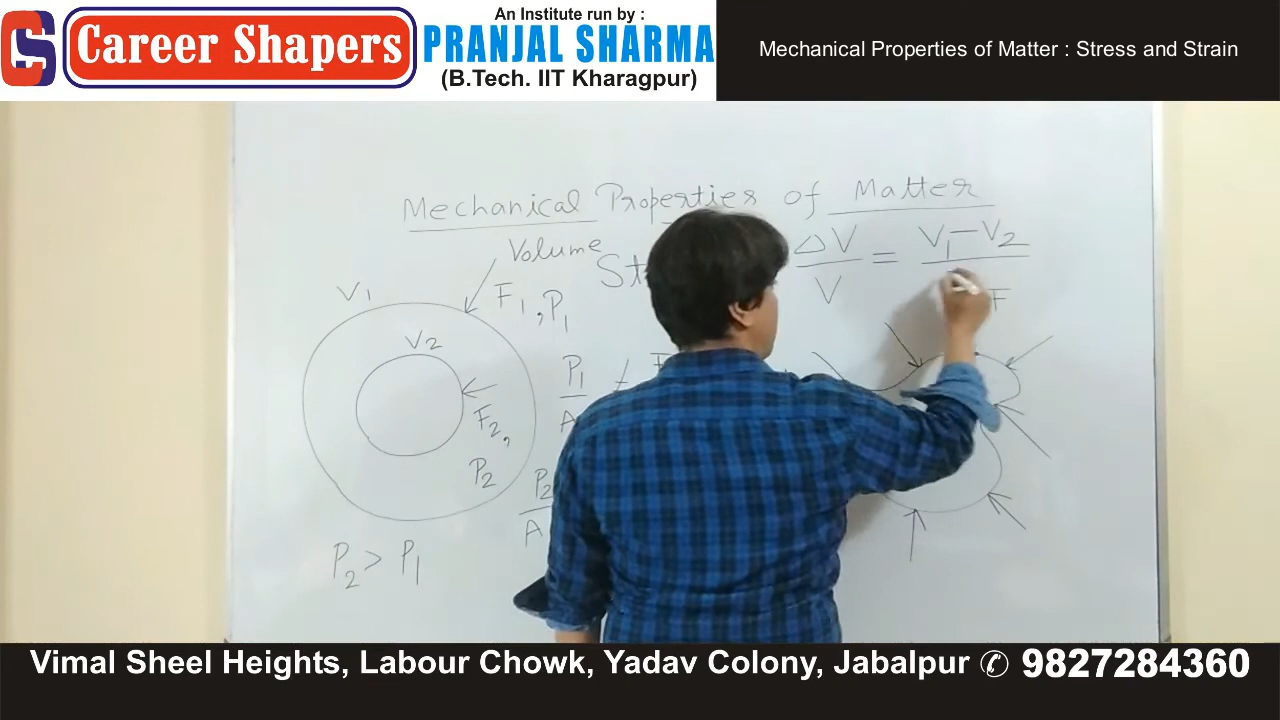 An Institute run by :
Career Shapers
PRANJAL SHARMA
(B.Tech. IIT Kharagpur)
Mechanical Properties of Matter : Stress and Strain
Mechanical Properties of Matter
Volume
St
ΔV / V = V1 - V2
V1
F1, P1
F
V2
P1 / A
F2,
P2
P2 / A
P2 > P1
Vimal Sheel Heights, Labour Chowk, Yadav Colony, Jabalpur ✆ 9827284360